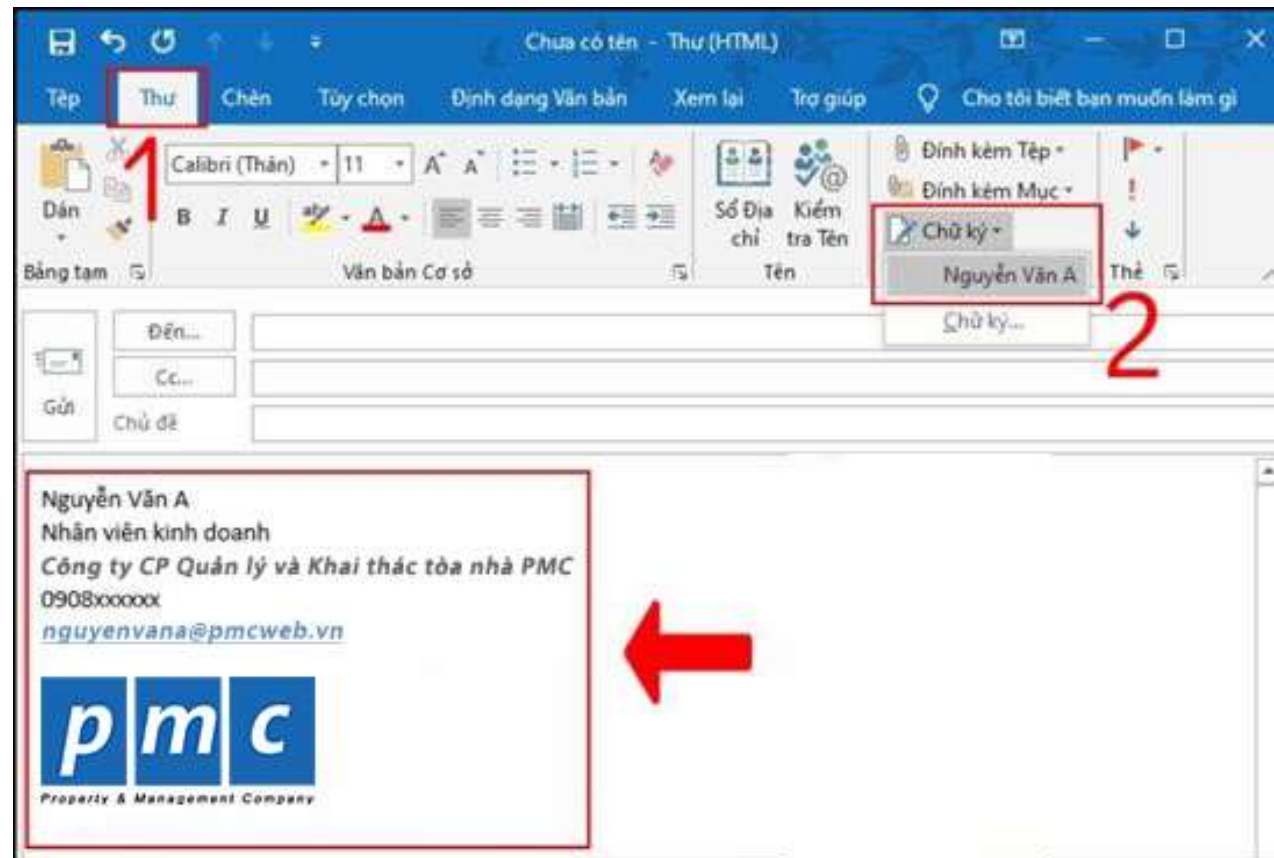 Chưa có tên - Thư (HTML)
Tệp Thư Chèn Tùy chọn Định dạng Văn bản Xem lại Trợ giúp Cho tôi biết bạn muốn làm gì
1
Calibri (Thân) 11 A A
Đính kèm Tệp
Đính kèm Mục
Dán
B I U A
Sổ Địa chỉ
Kiểm tra Tên
Chữ ký
Nguyễn Văn A
Chữ ký...
2
Bảng tạm Văn bản Cơ sở Tên Thẻ
Đến...
Cc...
Gửi
Chủ đề
Nguyễn Văn A
Nhân viên kinh doanh
Công ty CP Quản lý và Khai thác tòa nhà PMC
0908xxxxxx
nguyenvana@pmcweb.vn
pmc
Property & Management Company